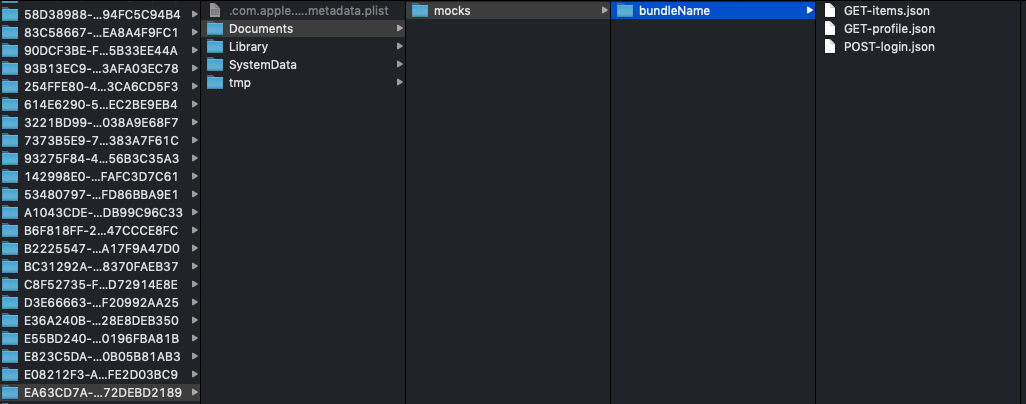 58D38988-...94FC5C94B4
83C58667-...EA8A4F9FC1
90DCF3BE-F...5B33EE44A
93B13EC9-...3AFA03EC78
254FFE80-4...3CA6CD5F3
614E6290-5...EC2BE9EB4
3221BD99-...038A9E68F7
7373B5E9-7...383A7F61C
93275F84-4...56B3C35A3
142998E0-...FAFC3D7C61
53480797-...FD86BBA9E1
A1043CDE-...DB99C96C33
B6F818FF-2...47CCCE8FC
B2225547-...A17F9A47D0
BC31292A-...8370FAEB37
C8F52735-F...D72914E8E
D3E66663-...F20992AA25
E36A240B-...28E8DEB350
E55BD240-...0196FBA81B
E823C5DA-...0B05B81AB3
E08212F3-A...FE2D03BC9
EA63CD7A-...72DEBD2189
.com.apple.....metadata.plist
Documents
Library
SystemData
tmp
mocks
bundleName
GET-items.json
GET-profile.json
POST-login.json